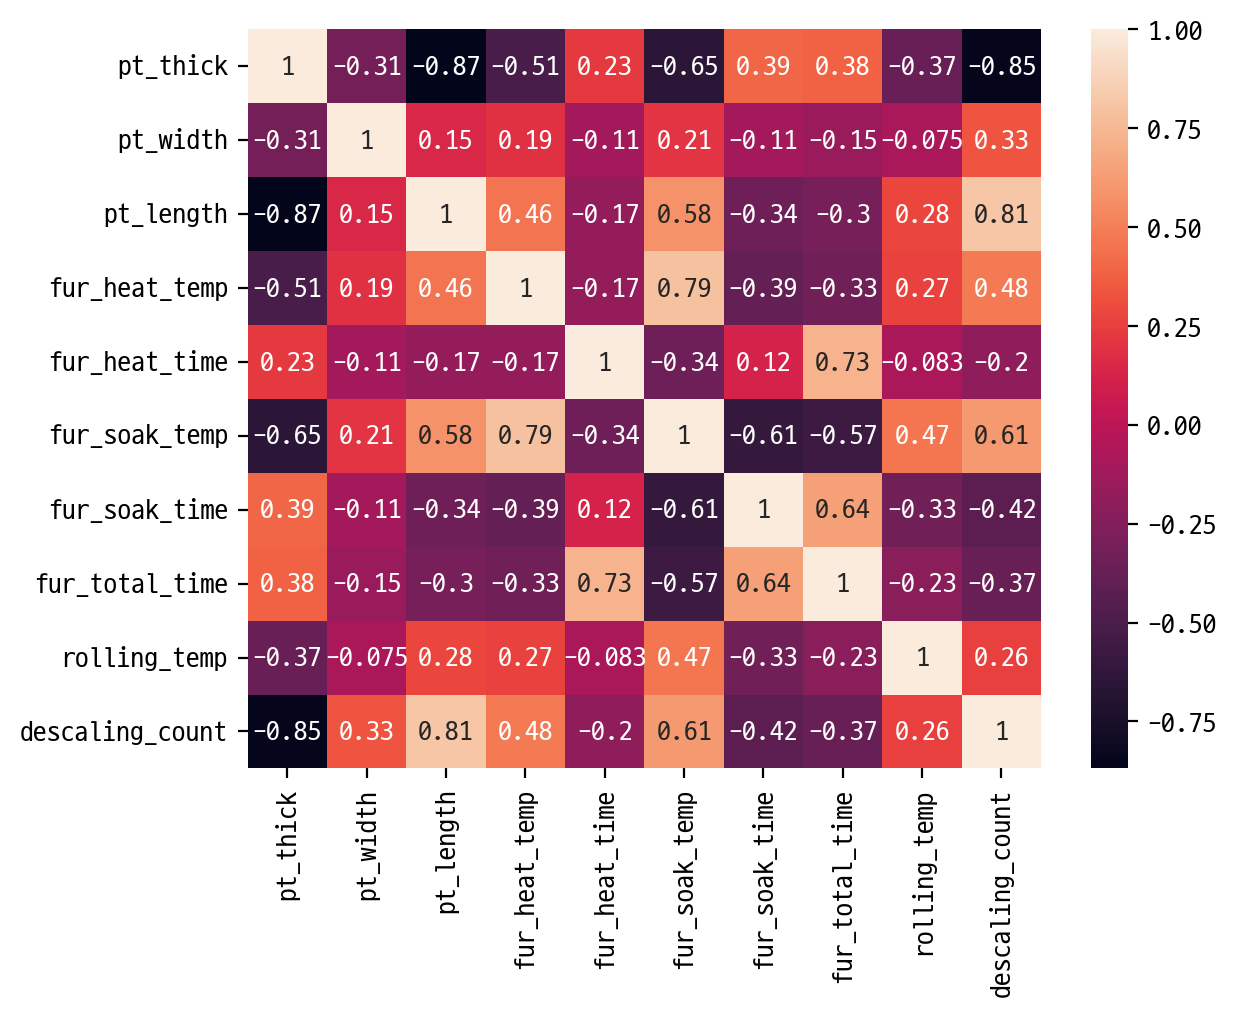 pt_thick 1 −0.31 −0.87 −0.51 0.23 −0.65 0.39 0.38 −0.37 −0.85
pt_width −0.31 1 0.15 0.19 −0.11 0.21 −0.11 −0.15 −0.075 0.33
pt_length −0.87 0.15 1 0.46 −0.17 0.58 −0.34 −0.3 0.28 0.81
fur_heat_temp −0.51 0.19 0.46 1 −0.17 0.79 −0.39 −0.33 0.27 0.48
fur_heat_time 0.23 −0.11 −0.17 −0.17 1 −0.34 0.12 0.73 −0.083 −0.2
fur_soak_temp −0.65 0.21 0.58 0.79 −0.34 1 −0.61 −0.57 0.47 0.61
fur_soak_time 0.39 −0.11 −0.34 −0.39 0.12 −0.61 1 0.64 −0.33 −0.42
fur_total_time 0.38 −0.15 −0.3 −0.33 0.73 −0.57 0.64 1 −0.23 −0.37
rolling_temp −0.37 −0.075 0.28 0.27 −0.083 0.47 −0.33 −0.23 1 0.26
descaling_count −0.85 0.33 0.81 0.48 −0.2 0.61 −0.42 −0.37 0.26 1
pt_thick
pt_width
pt_length
fur_heat_temp
fur_heat_time
fur_soak_temp
fur_soak_time
fur_total_time
rolling_temp
descaling_count
1.00
0.75
0.50
0.25
0.00
−0.25
−0.50
−0.75